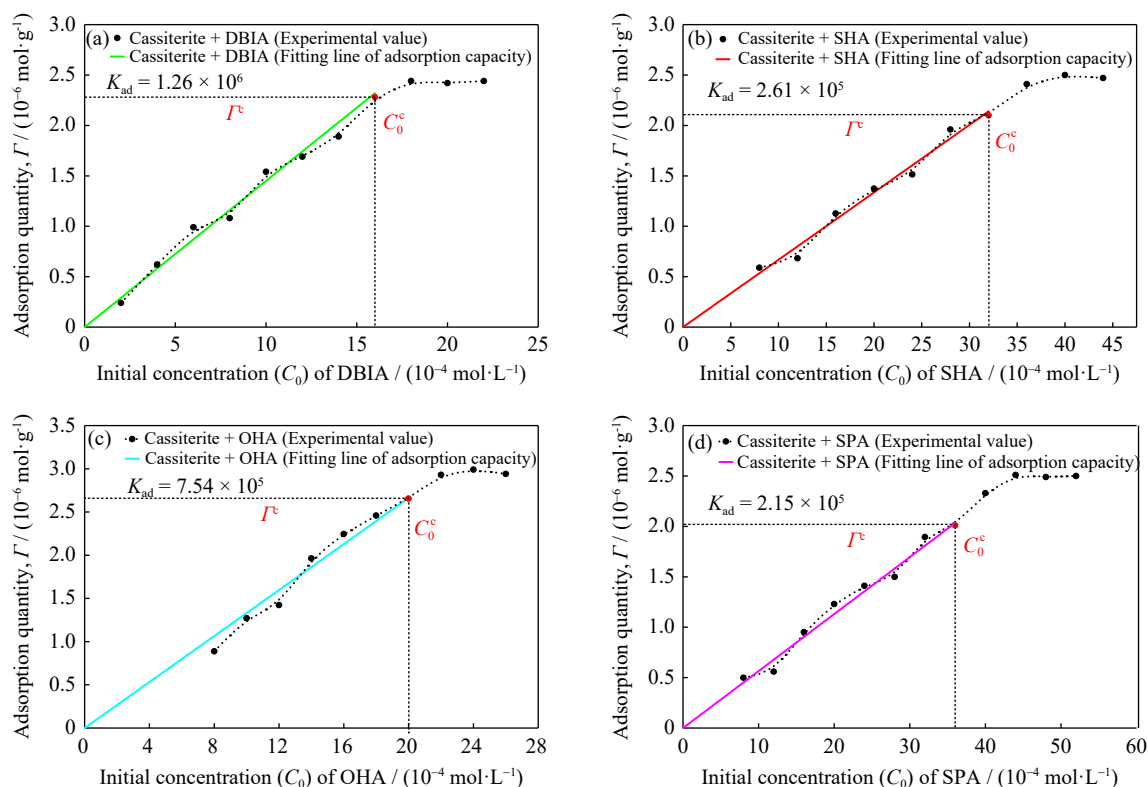 (a)
Cassiterite + DBIA (Experimental value)
Cassiterite + DBIA (Fitting line of adsorption capacity)
K_ad = 1.26 × 10⁶
Γᶜ
C₀ᶜ
3.0
2.5
2.0
1.5
1.0
0.5
0
0 5 10 15 20 25
Adsorption quantity, Γ / (10⁻⁶ mol·g⁻¹)
Initial concentration (C₀) of DBIA / (10⁻⁴ mol·L⁻¹)
(b)
Cassiterite + SHA (Experimental value)
Cassiterite + SHA (Fitting line of adsorption capacity)
K_ad = 2.61 × 10⁵
Γᶜ
C₀ᶜ
3.0
2.5
2.0
1.5
1.0
0.5
0
0 5 10 15 20 25 30 35 40 45
Adsorption quantity, Γ / (10⁻⁶ mol·g⁻¹)
Initial concentration (C₀) of SHA / (10⁻⁴ mol·L⁻¹)
(c)
Cassiterite + OHA (Experimental value)
Cassiterite + OHA (Fitting line of adsorption capacity)
K_ad = 7.54 × 10⁵
Γᶜ
C₀ᶜ
3.5
3.0
2.5
2.0
1.5
1.0
0.5
0
0 4 8 12 16 20 24 28
Adsorption quantity, Γ / (10⁻⁶ mol·g⁻¹)
Initial concentration (C₀) of OHA / (10⁻⁴ mol·L⁻¹)
(d)
Cassiterite + SPA (Experimental value)
Cassiterite + SPA (Fitting line of adsorption capacity)
K_ad = 2.15 × 10⁵
Γᶜ
C₀ᶜ
3.0
2.5
2.0
1.5
1.0
0.5
0
0 10 20 30 40 50 60
Adsorption quantity, Γ / (10⁻⁶ mol·g⁻¹)
Initial concentration (C₀) of SPA / (10⁻⁴ mol·L⁻¹)